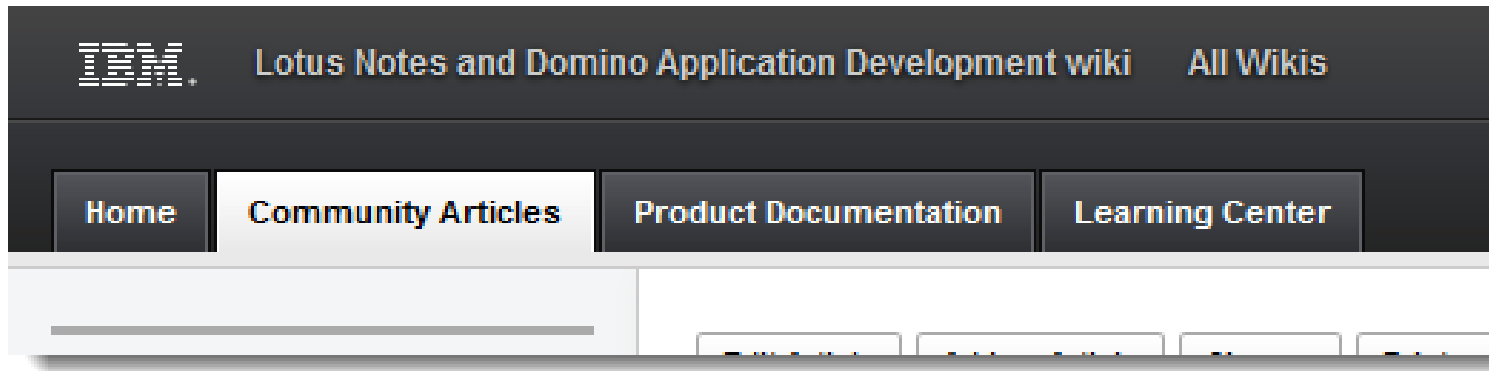 IBM. Lotus Notes and Domino Application Development wiki All Wikis
Home Community Articles Product Documentation Learning Center